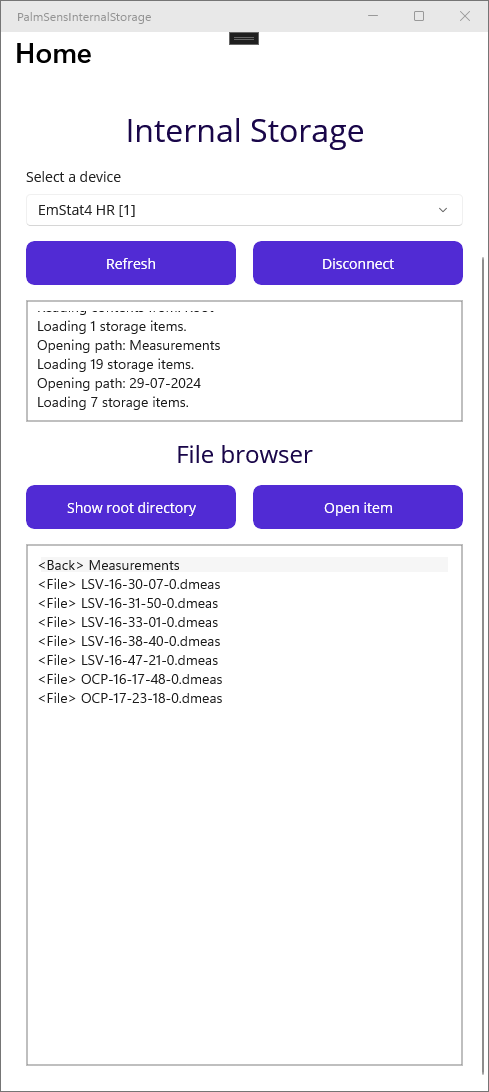 PalmSensInternalStorage
Home
Internal Storage
Select a device
EmStat4 HR [1]
Refresh
Disconnect
Reading contents from: Root
Loading 1 storage items.
Opening path: Measurements
Loading 19 storage items.
Opening path: 29-07-2024
Loading 7 storage items.
File browser
Show root directory
Open item
<Back> Measurements
<File> LSV-16-30-07-0.dmeas
<File> LSV-16-31-50-0.dmeas
<File> LSV-16-33-01-0.dmeas
<File> LSV-16-38-40-0.dmeas
<File> LSV-16-47-21-0.dmeas
<File> OCP-16-17-48-0.dmeas
<File> OCP-17-23-18-0.dmeas